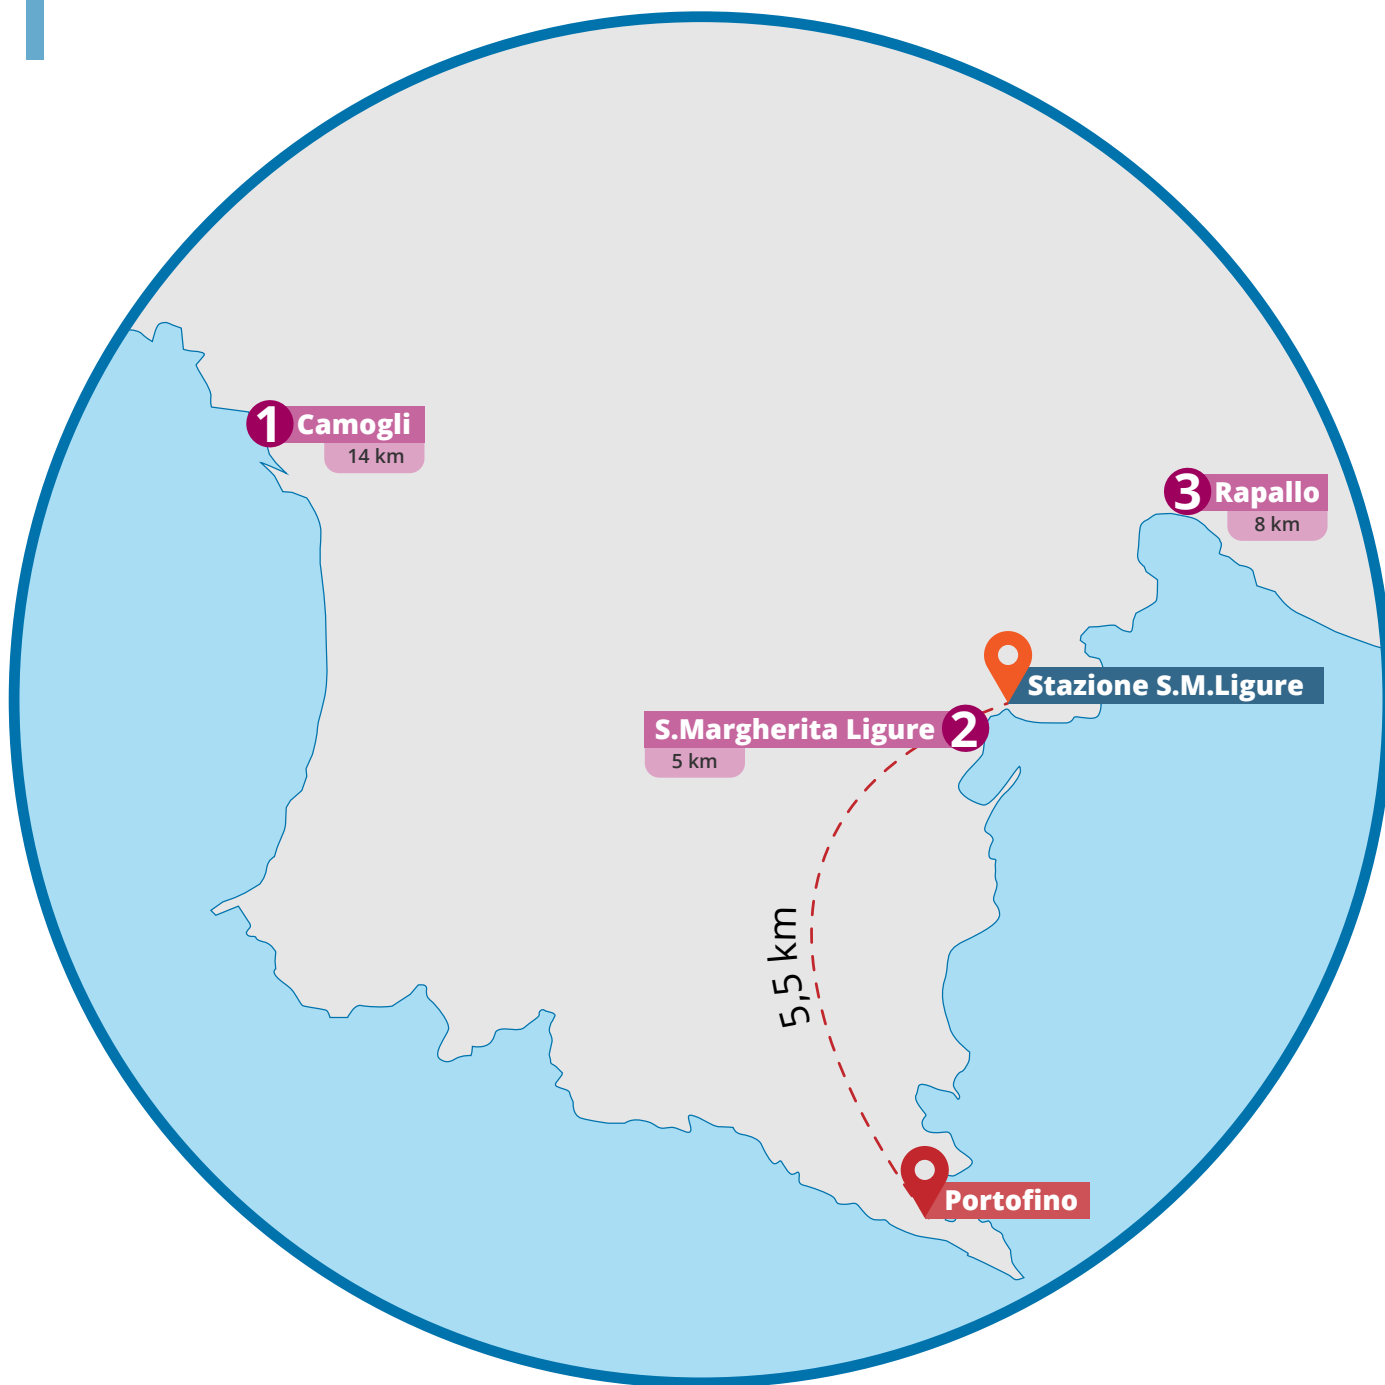 1 Camogli
14 km
3 Rapallo
8 km
Stazione S.M.Ligure
S.Margherita Ligure 2
5 km
5,5 km
Portofino